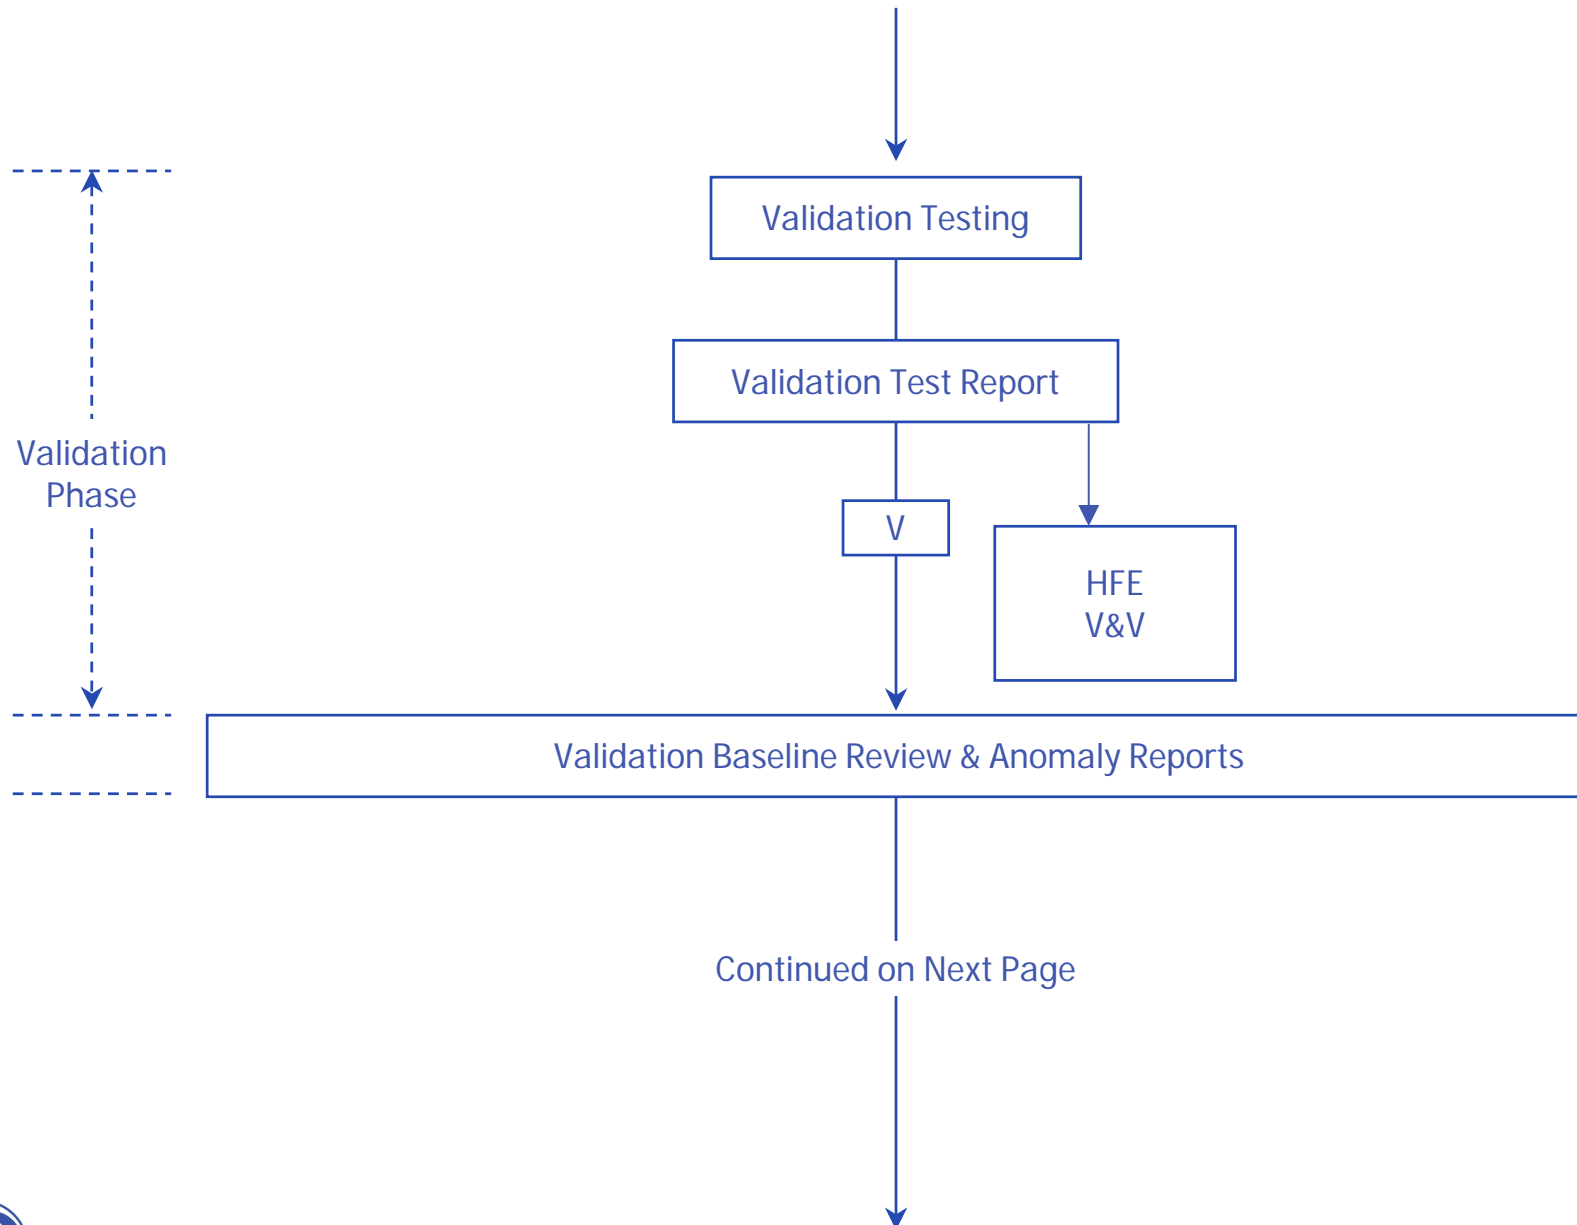 Validation Testing
Validation Test Report
Validation
Phase
V
HFE
V&V
Validation Baseline Review & Anomaly Reports
Continued on Next Page